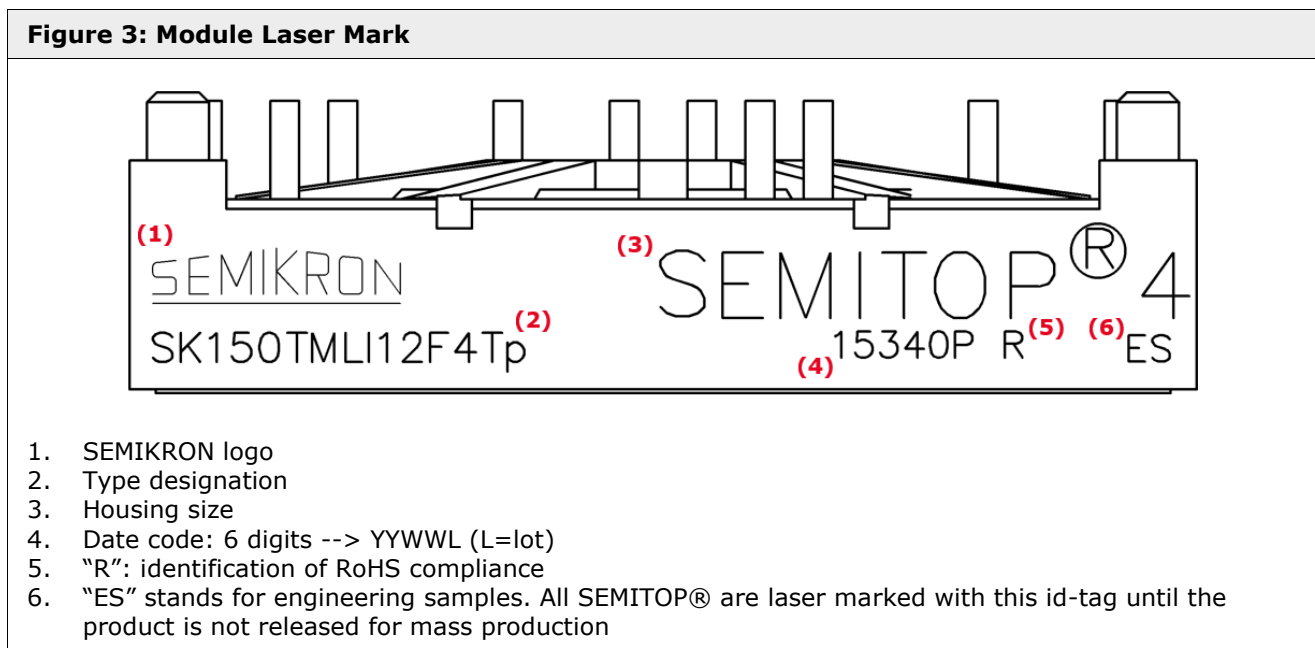 Figure 3: Module Laser Mark
(1)
SEMIKRON
(2)
SK150TMLI12F4Tp
(3)
SEMITOP®4
(4)
15340P R
(5)
(6)
ES
1. SEMIKRON logo
2. Type designation
3. Housing size
4. Date code: 6 digits --> YYWWL (L=lot)
5. “R”: identification of RoHS compliance
6. “ES” stands for engineering samples. All SEMITOP® are laser marked with this id-tag until the
product is not released for mass production